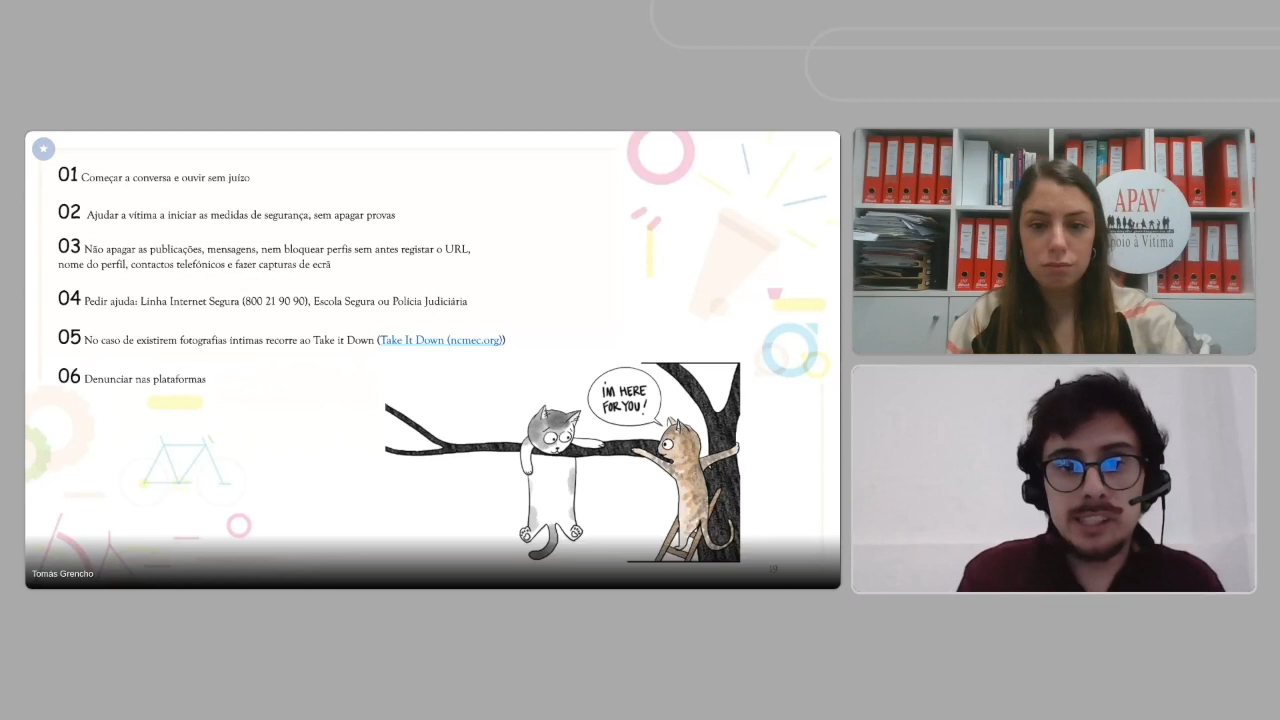 01 Começar a conversa e ouvir sem juízo
02 Ajudar a vítima a iniciar as medidas de segurança, sem apagar provas
03 Não apagar as publicações, mensagens, nem bloquear perfis sem antes registar o URL,
nome do perfil, contactos telefónicos e fazer capturas de ecrã
04 Pedir ajuda: Linha Internet Segura (800 21 90 90), Escola Segura ou Polícia Judiciária
05 No caso de existirem fotografias íntimas recorre ao Take it Down (Take It Down (ncmec.org))
06 Denunciar nas plataformas
I'M HERE
FOR YOU!
19
Tomas Grencho
APAV
poio à Vítima